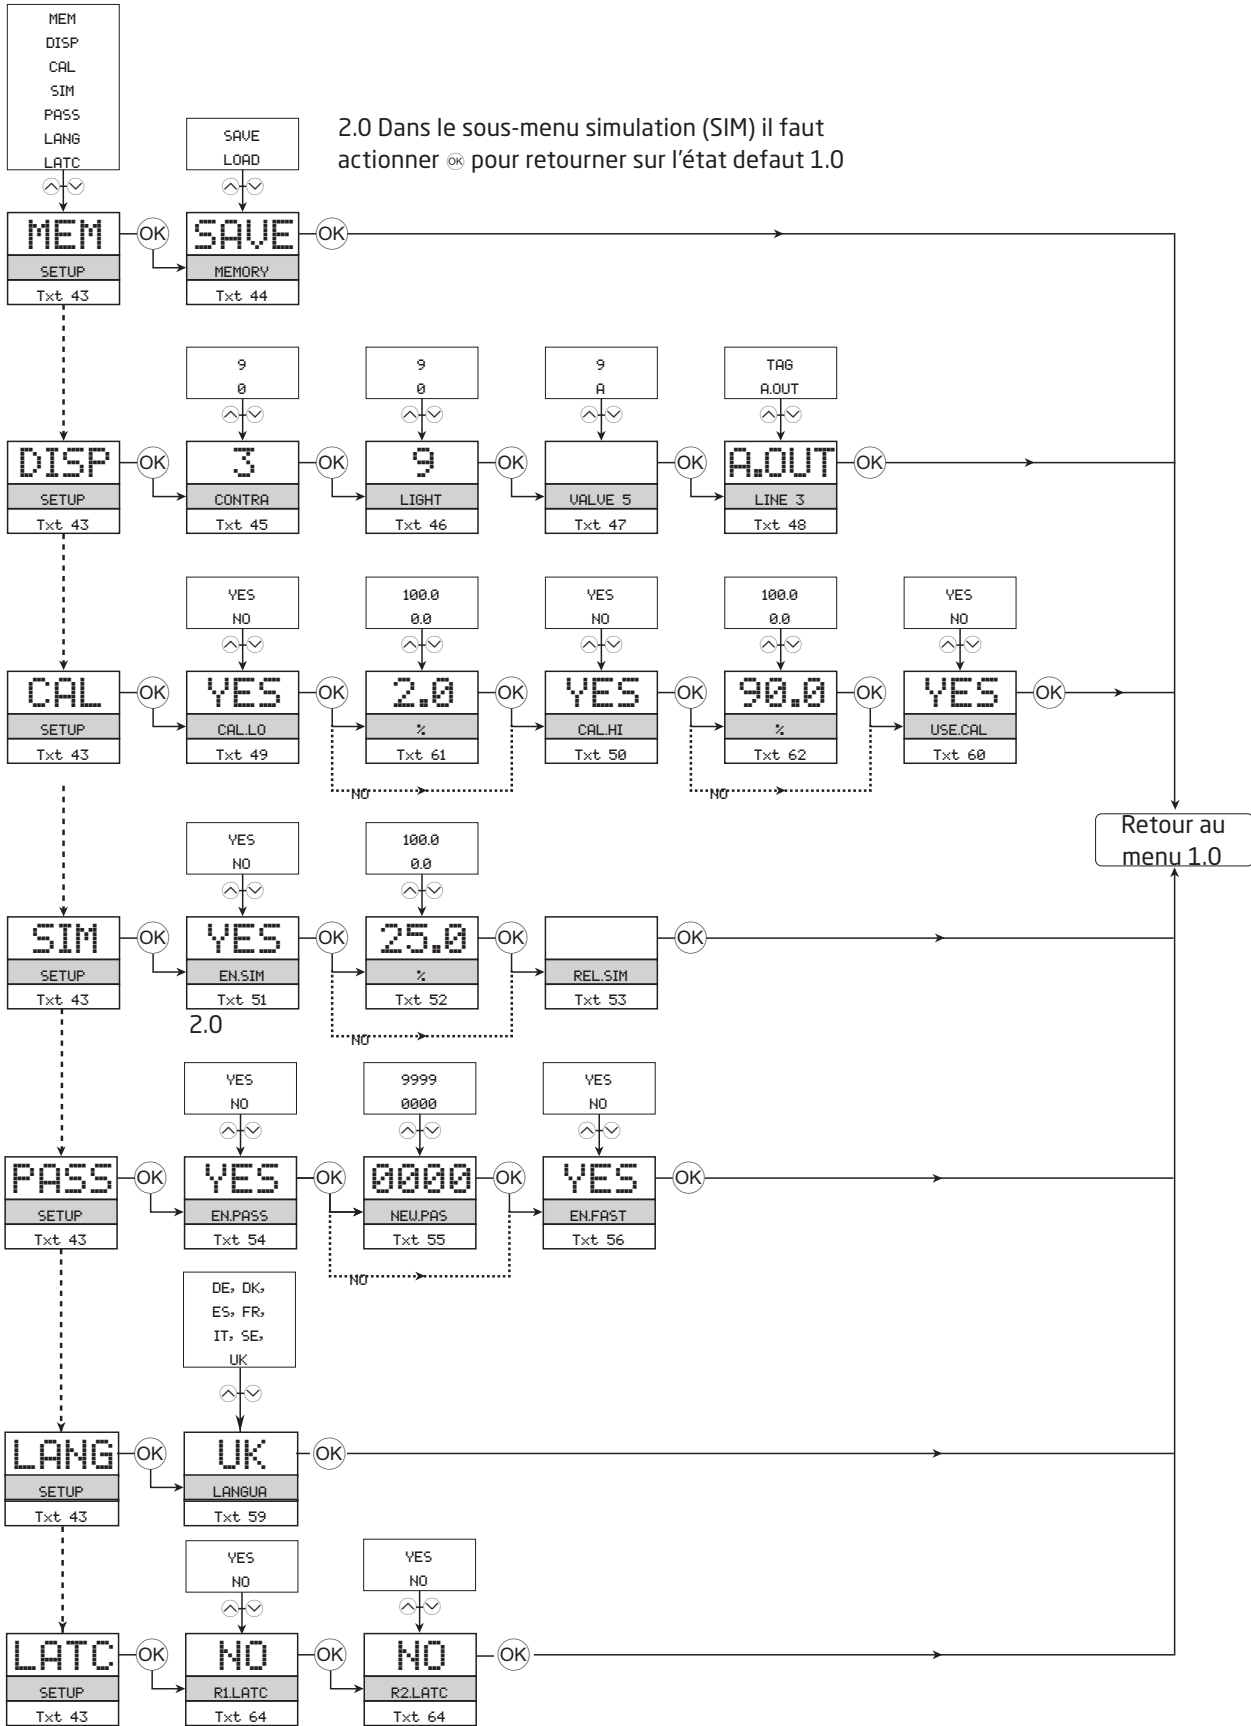 MEM
DISP
CAL
SIM
PASS
LANG
LATC
SAVE
LOAD
2.0 Dans le sous-menu simulation (SIM) il faut
actionner OK pour retourner sur l'état defaut 1.0
MEM OK SAVE OK
SETUP MEMORY
Txt 43 Txt 44
9 9 9 TAG
0 0 A A.OUT
DISP OK 3 OK 9 OK OK A.OUT OK
SETUP CONTRA LIGHT VALVE 5 LINE 3
Txt 43 Txt 45 Txt 46 Txt 47 Txt 48
YES 100.0 YES 100.0 YES
NO 0.0 NO 0.0 NO
CAL OK YES OK 2.0 OK YES OK 90.0 OK YES OK
SETUP CAL.LO % CAL.HI % USE.CAL
Txt 43 Txt 49 Txt 61 Txt 50 Txt 62 Txt 60
NO NO
Retour au
menu 1.0
YES 100.0
NO 0.0
SIM OK YES OK 25.0 OK OK
SETUP EN.SIM % REL.SIM
Txt 43 Txt 51 Txt 52 Txt 53
2.0
NO
YES 9999 YES
NO 0000 NO
PASS OK YES OK 0000 OK YES OK
SETUP EN.PASS NEW.PAS EN.FAST
Txt 43 Txt 54 Txt 55 Txt 56
NO
DE, DK,
ES, FR,
IT, SE,
UK
LANG OK UK OK
SETUP LANGUA
Txt 43 Txt 59
YES YES
NO NO
LATC OK NO OK NO OK
SETUP R1.LATC R2.LATC
Txt 43 Txt 64 Txt 64